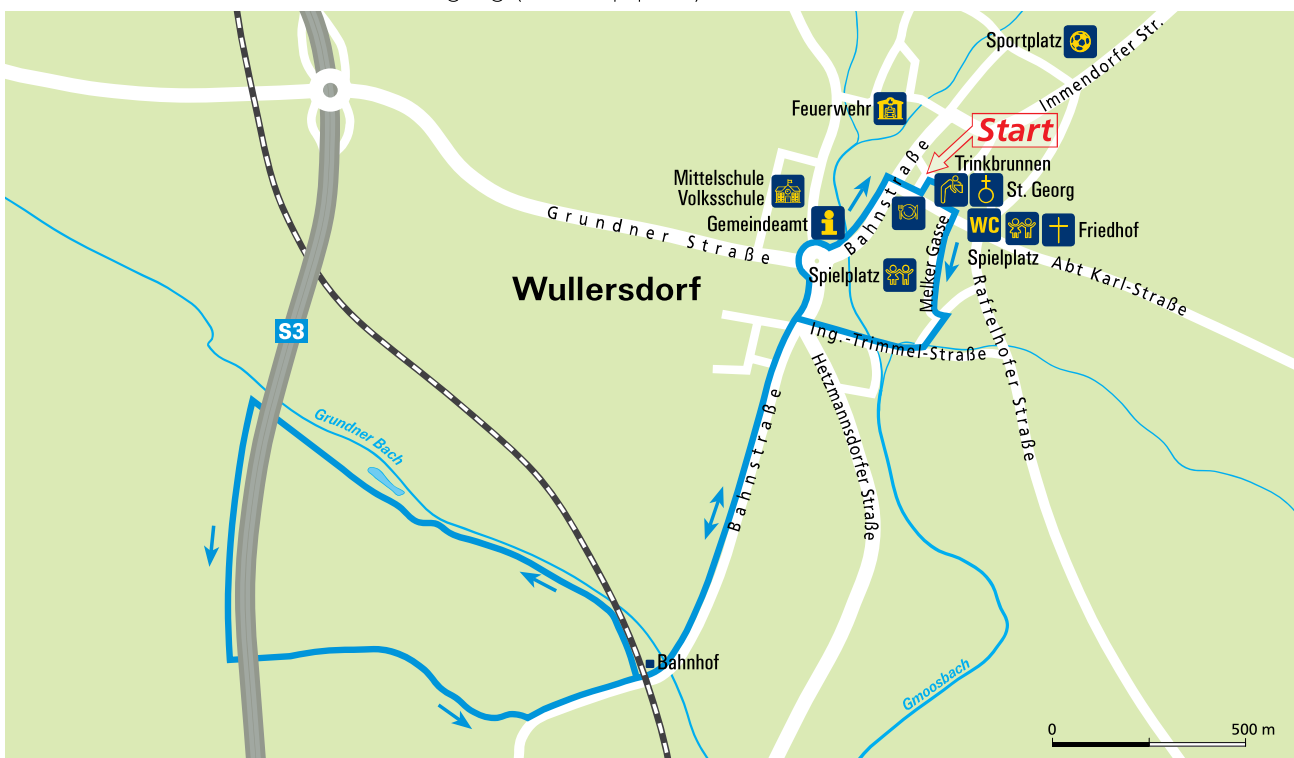 Sportplatz
Immendorfer Str.
Feuerwehr
Start
Trinkbrunnen
Mittelschule
Volksschule
St. Georg
Gemeindeamt
Bahnstraße
WC
Friedhof
Grundner Straße
Melker Gasse
Spielplatz
Spielplatz
Abt Karl-Straße
Wullersdorf
Raffelhofer Straße
S3
Ing.-Trimmel-Straße
Hetzmannsdorfer Straße
Grundner Bach
Bahnstraße
Bahnhof
Gmoosbach
0
500 m